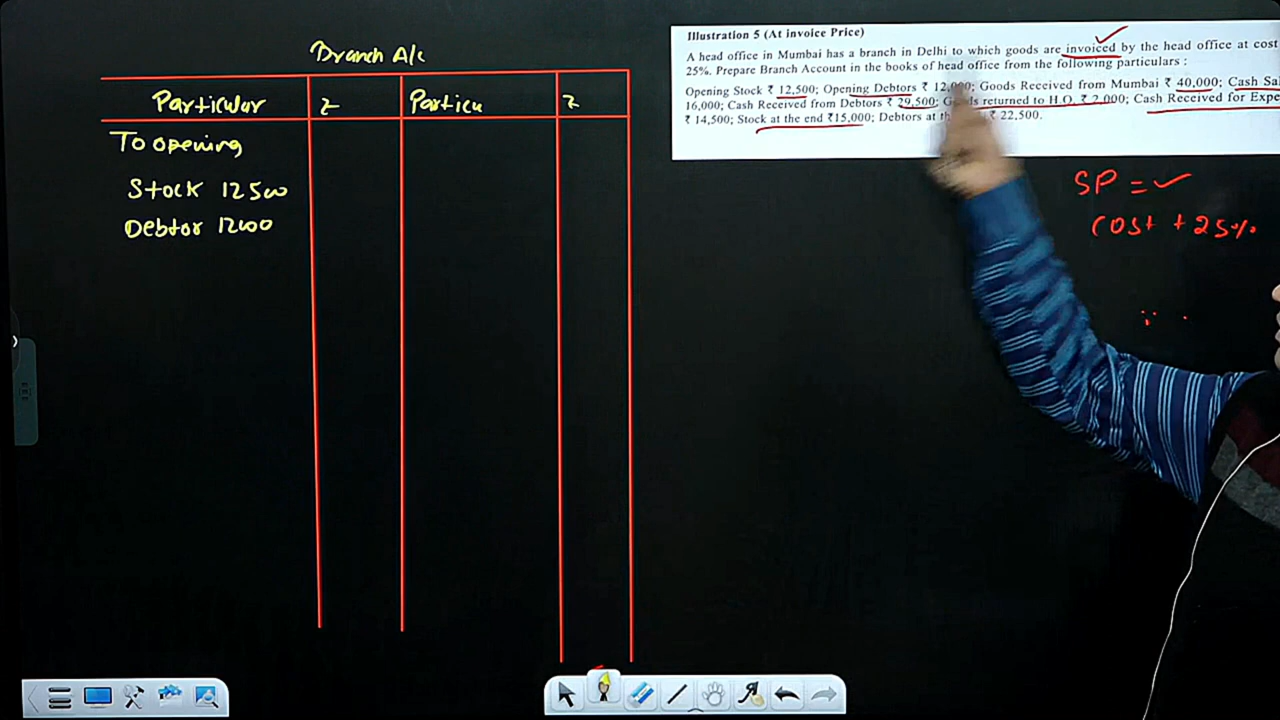 Branch A/c
Particular ₹ Particu ₹
To opening
Stock 12500
Debtor 12000
Illustration 5 (At invoice Price)
A head office in Mumbai has a branch in Delhi to which goods are invoiced by the head office at cost
25%. Prepare Branch Account in the books of head office from the following particulars :
Opening Stock ₹ 12,500; Opening Debtors ₹ 12,000; Goods Received from Mumbai ₹ 40,000; Cash
16,000; Cash Received from Debtors ₹ 29,500; Goods returned to H.O. ₹ 2,000; Cash Received for
₹ 14,500; Stock at the end ₹15,000; Debtors at ₹ 22,500.
SP =
Cost + 25%